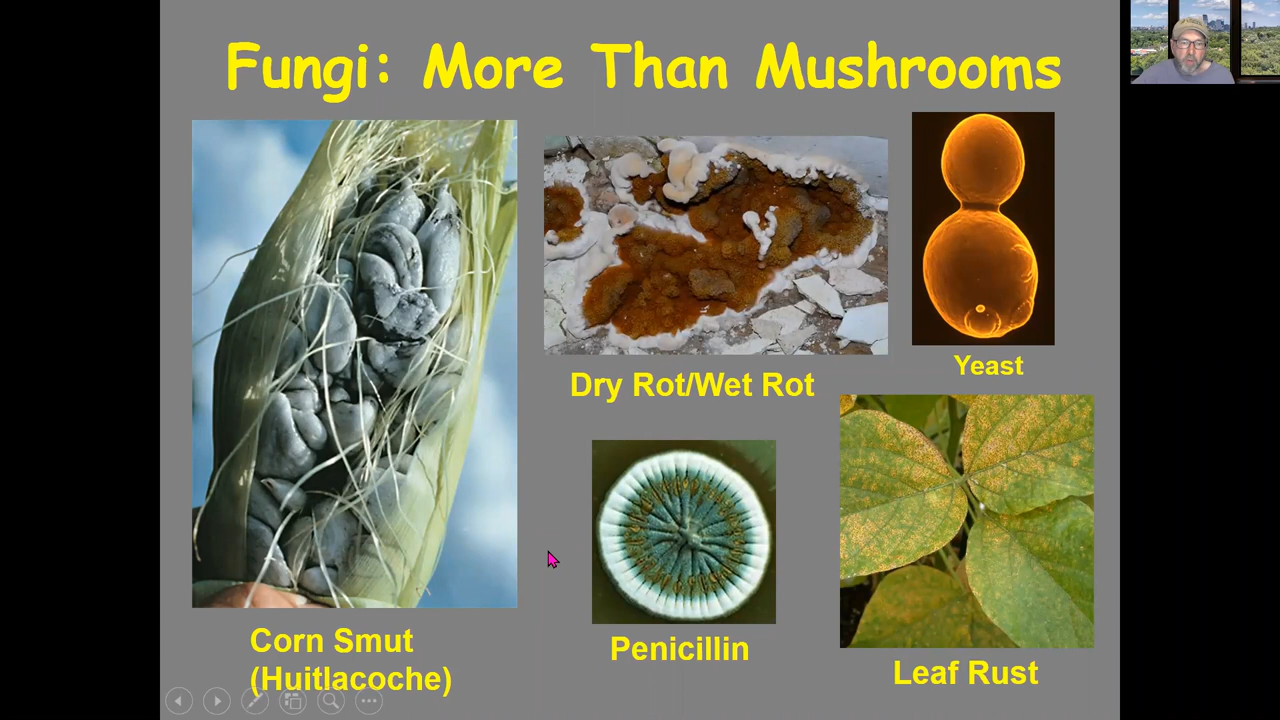 Fungi: More Than Mushrooms
Corn Smut
(Huitlacoche)
Dry Rot/Wet Rot
Yeast
Penicillin
Leaf Rust